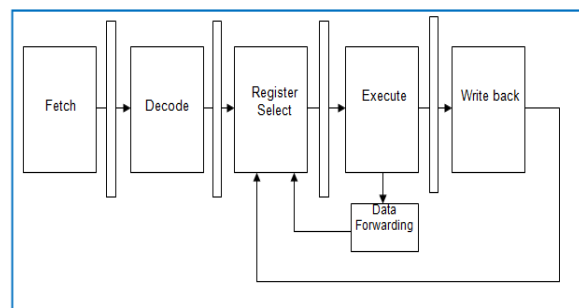 Fetch
Decode
Register
Select
Execute
Write back
Data
Forwarding